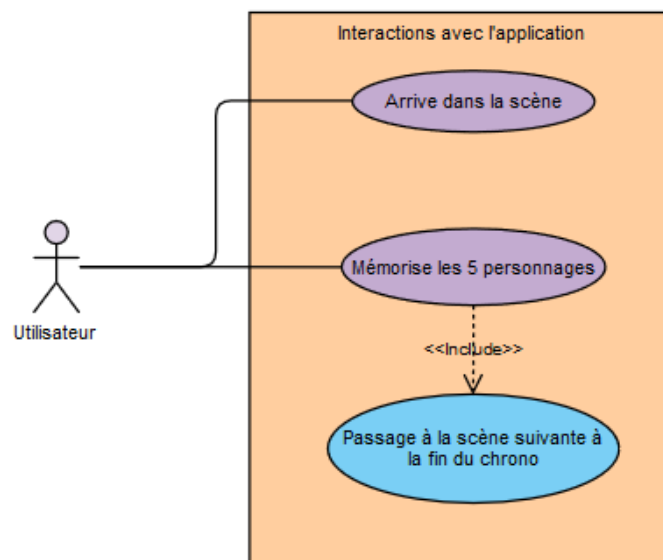 Interactions avec l'application
Arrive dans la scène
Mémorise les 5 personnages
Utilisateur
<<Include>>
Passage à la scène suivante à
la fin du chrono